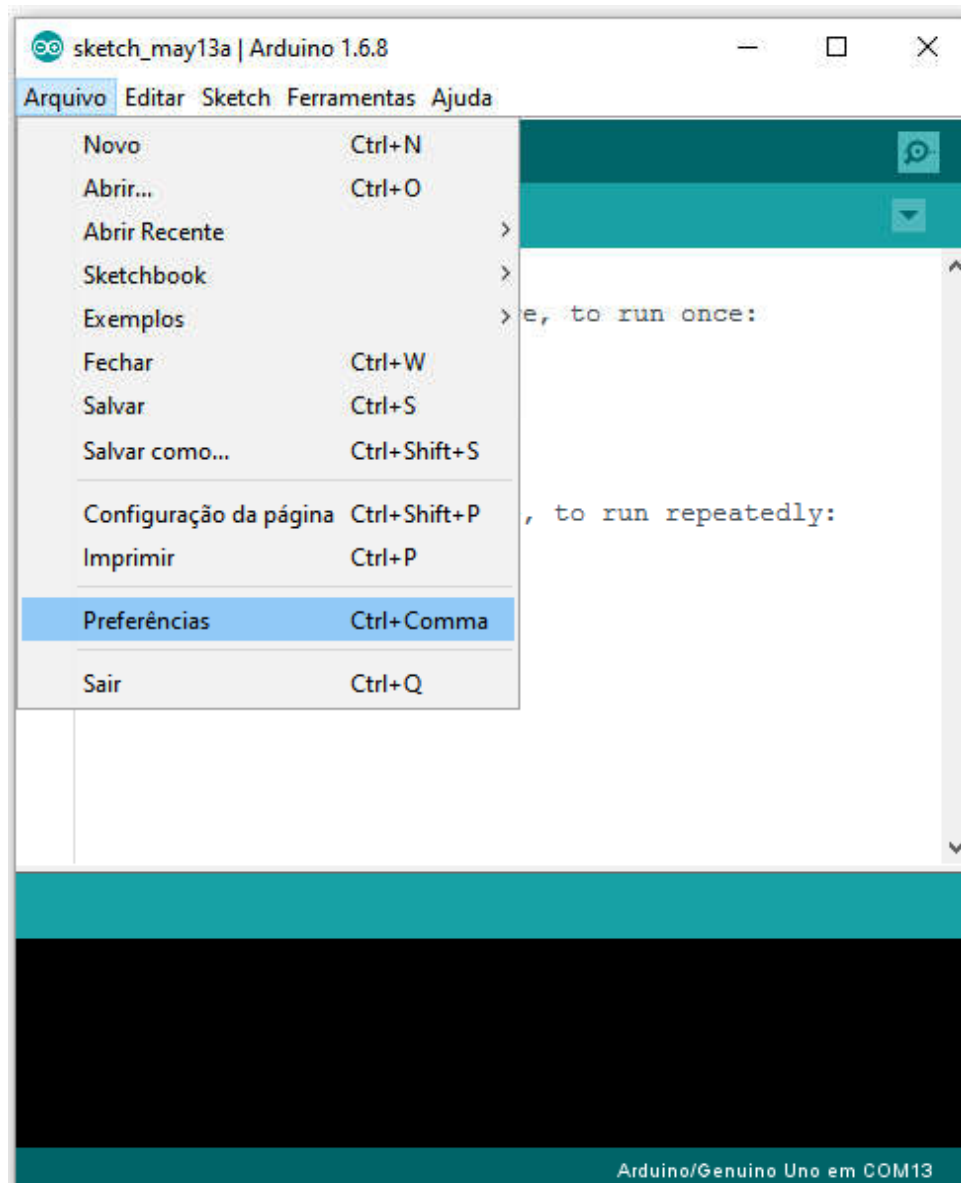 sketch_may13a | Arduino 1.6.8
Arquivo Editar Sketch Ferramentas Ajuda
Novo Ctrl+N
Abrir... Ctrl+O
Abrir Recente
Sketchbook
Exemplos
e, to run once:
Fechar Ctrl+W
Salvar Ctrl+S
Salvar como... Ctrl+Shift+S
Configuração da página Ctrl+Shift+P
, to run repeatedly:
Imprimir Ctrl+P
Preferências Ctrl+Comma
Sair Ctrl+Q
Arduino/Genuino Uno em COM13